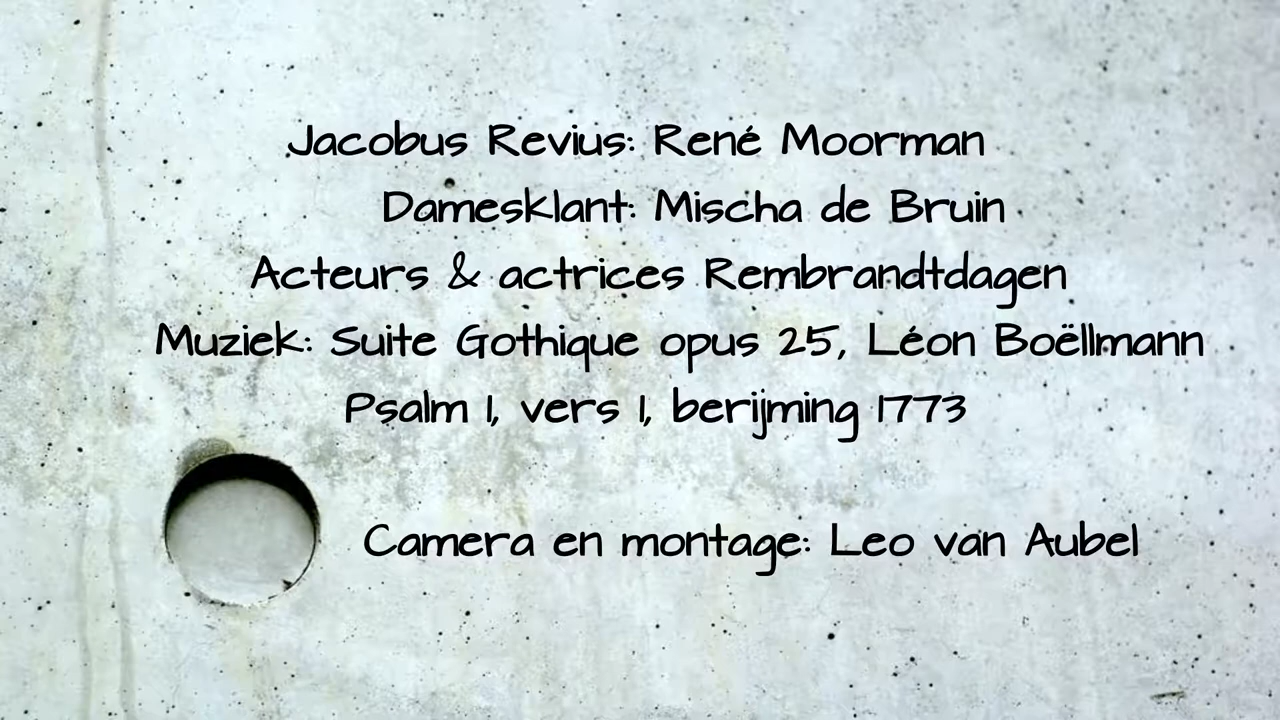 Jacobus Revius: René Moorman
Damesklant: Mischa de Bruin
Acteurs & actrices Rembrandtdagen
Muziek: Suite Gothique opus 25, Léon Boëllmann
Psalm 1, vers 1, berijming 1773
Camera en montage: Leo van Aubel